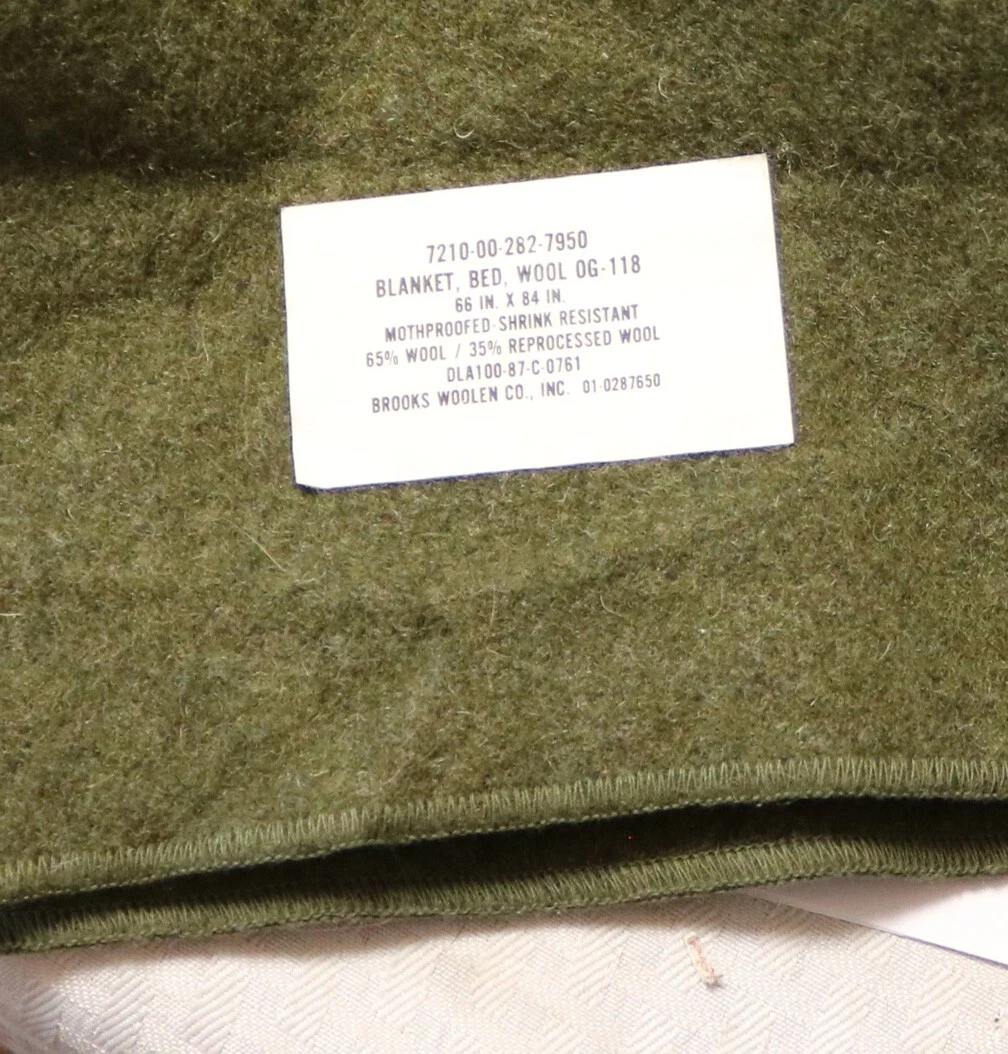 7210-00-282-7950
BLANKET, BED, WOOL OG-118
66 IN. X 84 IN.
MOTHPROOFED-SHRINK RESISTANT
65% WOOL / 35% REPROCESSED WOOL
DLA100-87-C-0761
BROOKS WOOLEN CO., INC. 01-0287650